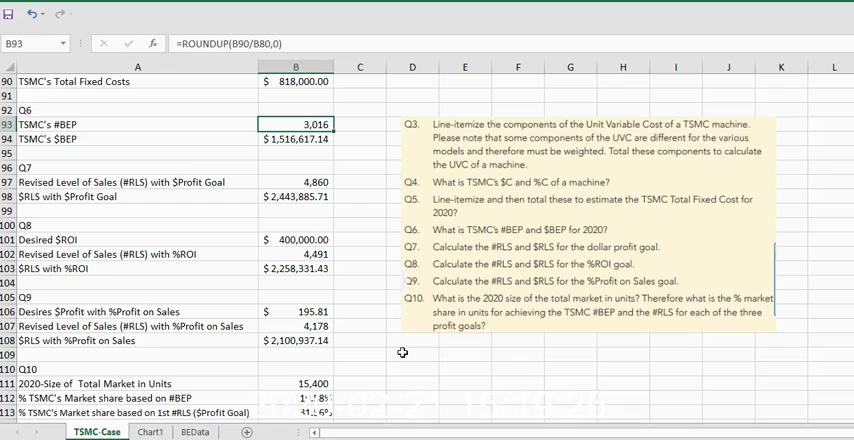 B93 =ROUNDUP(B90/B80,0)
A B C D E F G H I J K L
90 TSMC's Total Fixed Costs $ 818,000.00
91
92 Q6
93 TSMC's #BEP 3,016
94 TSMC's $BEP $ 1,516,617.14
95
96 Q7
97 Revised Level of Sales (#RLS) with $Profit Goal 4,860
98 $RLS with $Profit Goal $ 2,443,885.71
99
100 Q8
101 Desired $ROI $ 400,000.00
102 Revised Level of Sales (#RLS) with %ROI 4,491
103 $RLS with %ROI $ 2,258,331.43
104
105 Q9
106 Desires $Profit with %Profit on Sales $ 195.81
107 Revised Level of Sales (#RLS) with %Profit on Sales 4,178
108 $RLS with %Profit on Sales $ 2,100,937.14
109
110 Q10
111 2020-Size of Total Market in Units 15,400
112 % TSMC's Market share based on #BEP
113 % TSMC's Market share based on 1st #RLS ($Profit Goal)
Q3. Line-itemize the components of the Unit Variable Cost of a TSMC machine.
Please note that some components of the UVC are different for the various
models and therefore must be weighted. Total these components to calculate
the UVC of a machine.
Q4. What is TSMC's $C and %C of a machine?
Q5. Line-itemize and then total these to estimate the TSMC Total Fixed Cost for
2020?
Q6. What is TSMC's #BEP and $BEP for 2020?
Q7. Calculate the #RLS and $RLS for the dollar profit goal.
Q8. Calculate the #RLS and $RLS for the %ROI goal.
Q9. Calculate the #RLS and $RLS for the %Profit on Sales goal.
Q10. What is the 2020 size of the total market in units? Therefore what is the % market
share in units for achieving the TSMC #BEP and the #RLS for each of the three
profit goals?
TSMC-Case Chart1 BEData